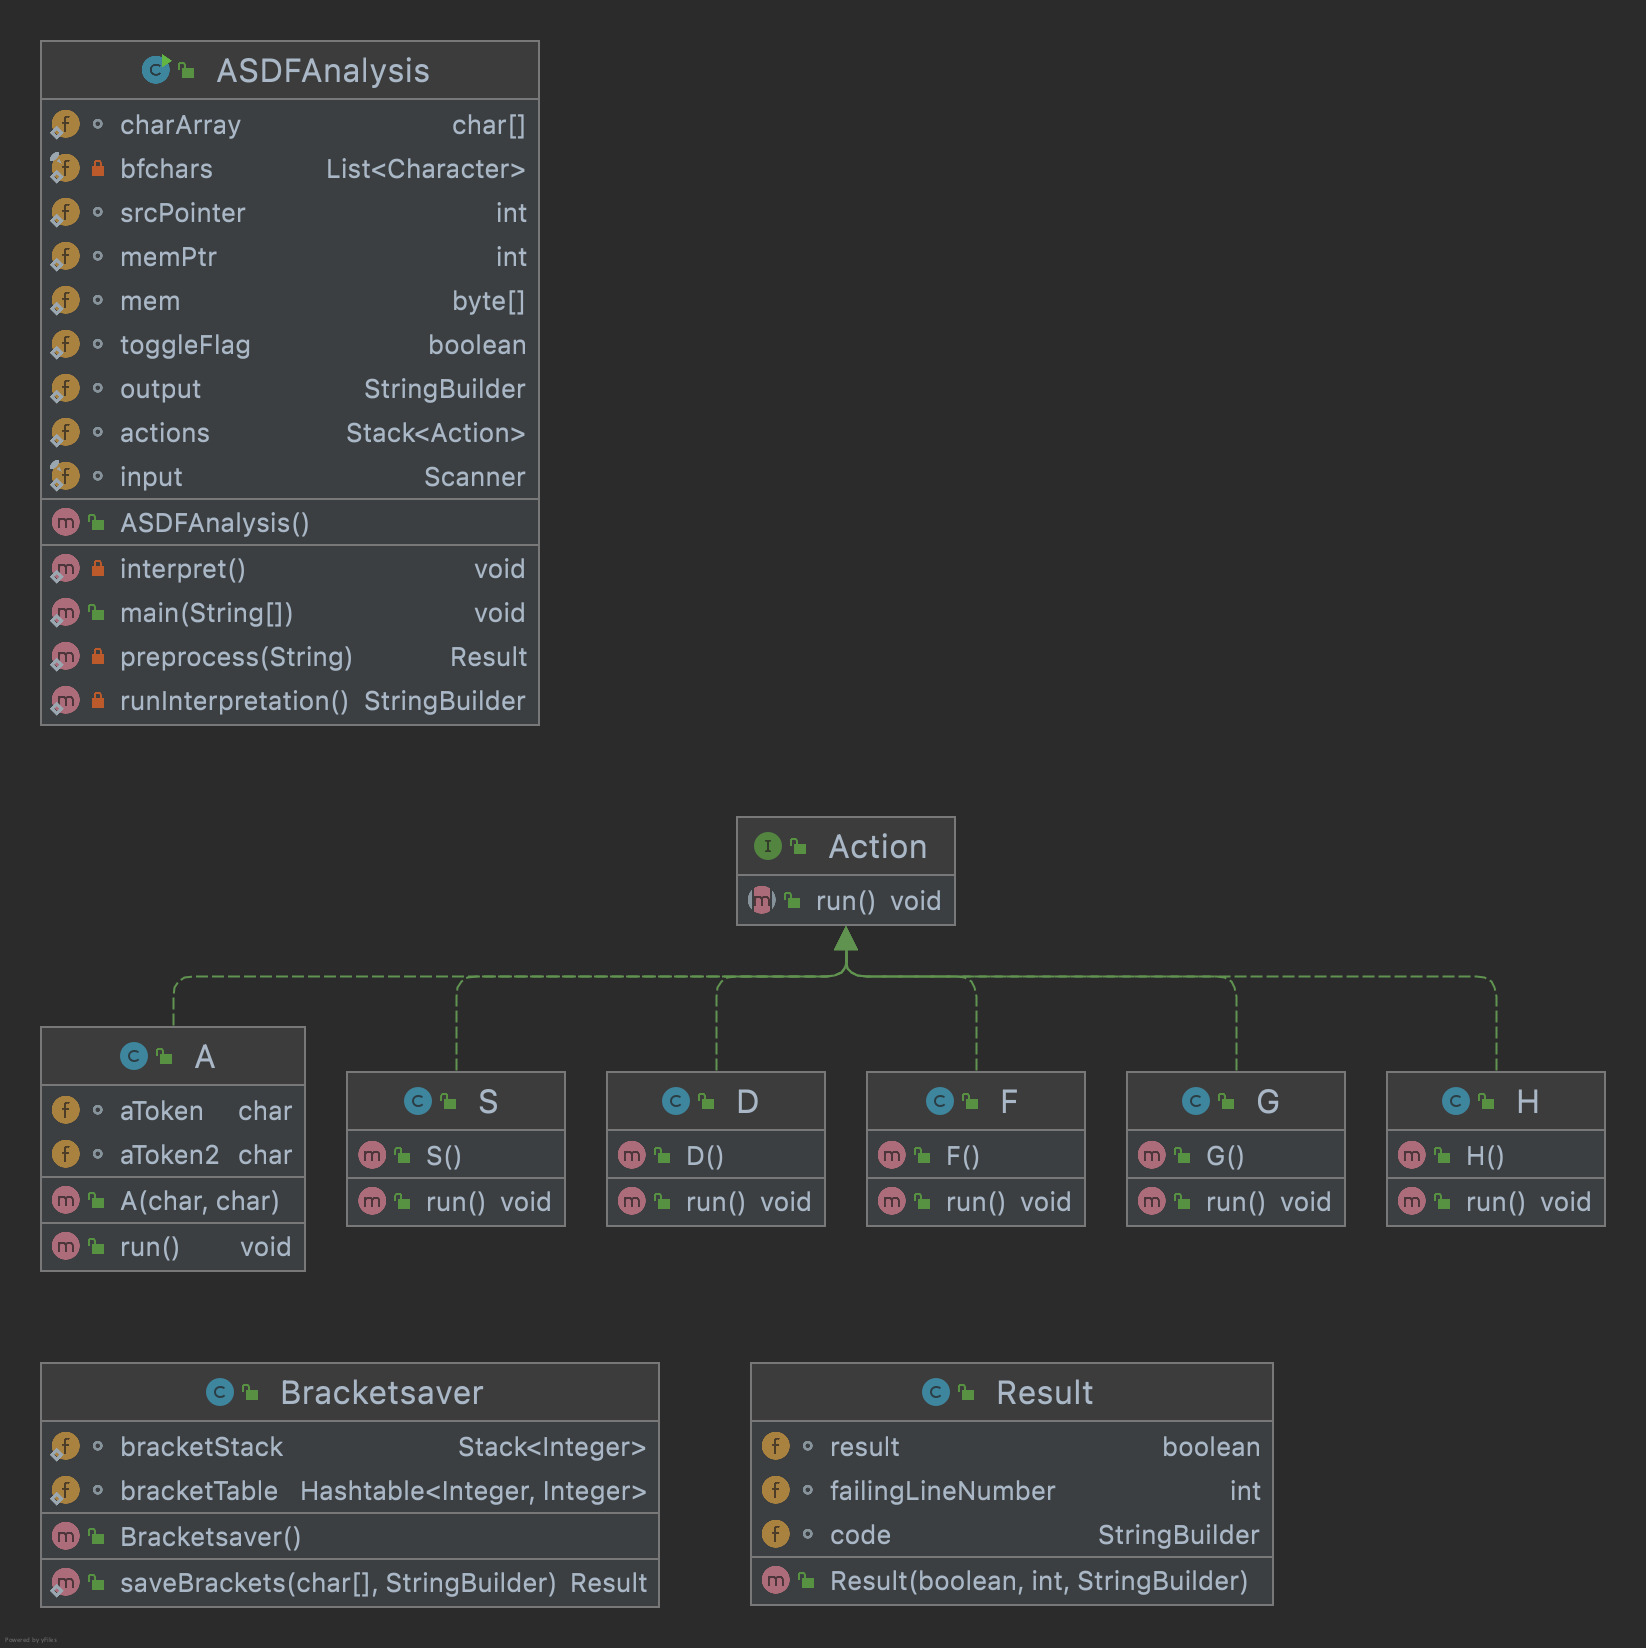 ASDFAnalysis
charArray char[]
bfchars List<Character>
srcPointer int
memPtr int
mem byte[]
toggleFlag boolean
output StringBuilder
actions Stack<Action>
input Scanner
ASDFAnalysis()
interpret() void
main(String[]) void
preprocess(String) Result
runInterpretation() StringBuilder
Action
run() void
A
aToken char
aToken2 char
A(char, char)
run() void
S
S()
run() void
D
D()
run() void
F
F()
run() void
G
G()
run() void
H
H()
run() void
Bracketsaver
bracketStack Stack<Integer>
bracketTable Hashtable<Integer, Integer>
Bracketsaver()
saveBrackets(char[], StringBuilder) Result
Result
result boolean
failingLineNumber int
code StringBuilder
Result(boolean, int, StringBuilder)
Powered by yFiles